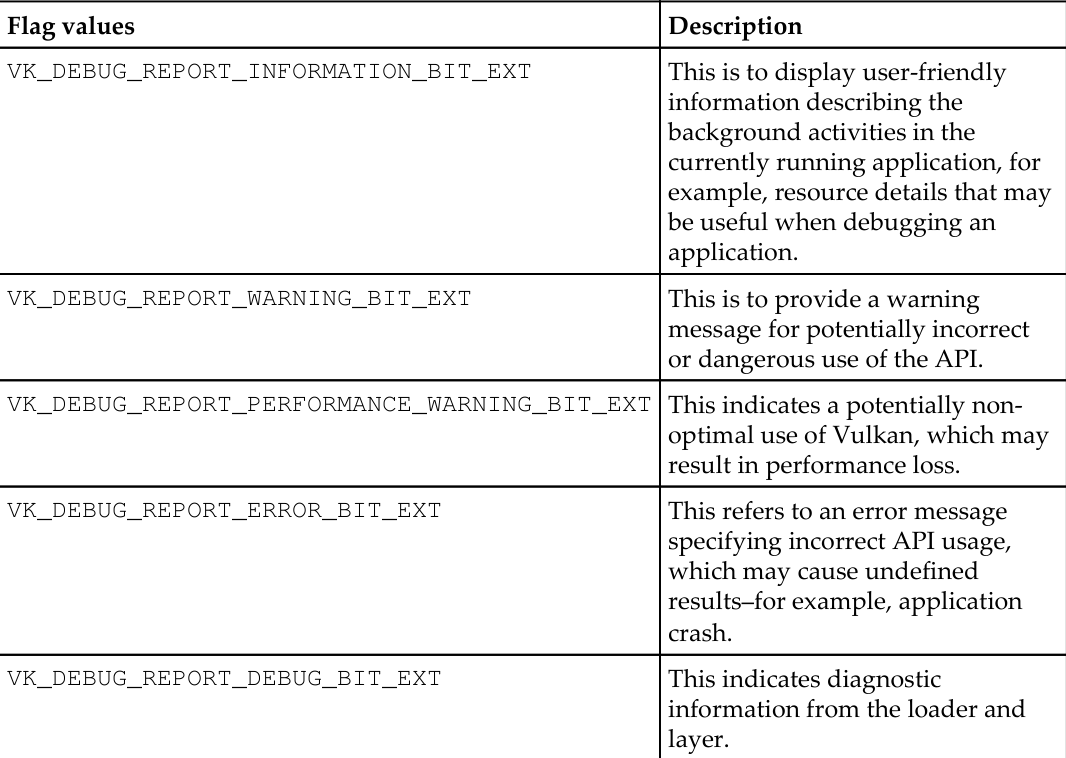 Flag values
Description
VK_DEBUG_REPORT_INFORMATION_BIT_EXT
This is to display user-friendly
information describing the
background activities in the
currently running application, for
example, resource details that may
be useful when debugging an
application.
VK_DEBUG_REPORT_WARNING_BIT_EXT
This is to provide a warning
message for potentially incorrect
or dangerous use of the API.
VK_DEBUG_REPORT_PERFORMANCE_WARNING_BIT_EXT
This indicates a potentially non-
optimal use of Vulkan, which may
result in performance loss.
VK_DEBUG_REPORT_ERROR_BIT_EXT
This refers to an error message
specifying incorrect API usage,
which may cause undefined
results–for example, application
crash.
VK_DEBUG_REPORT_DEBUG_BIT_EXT
This indicates diagnostic
information from the loader and
layer.